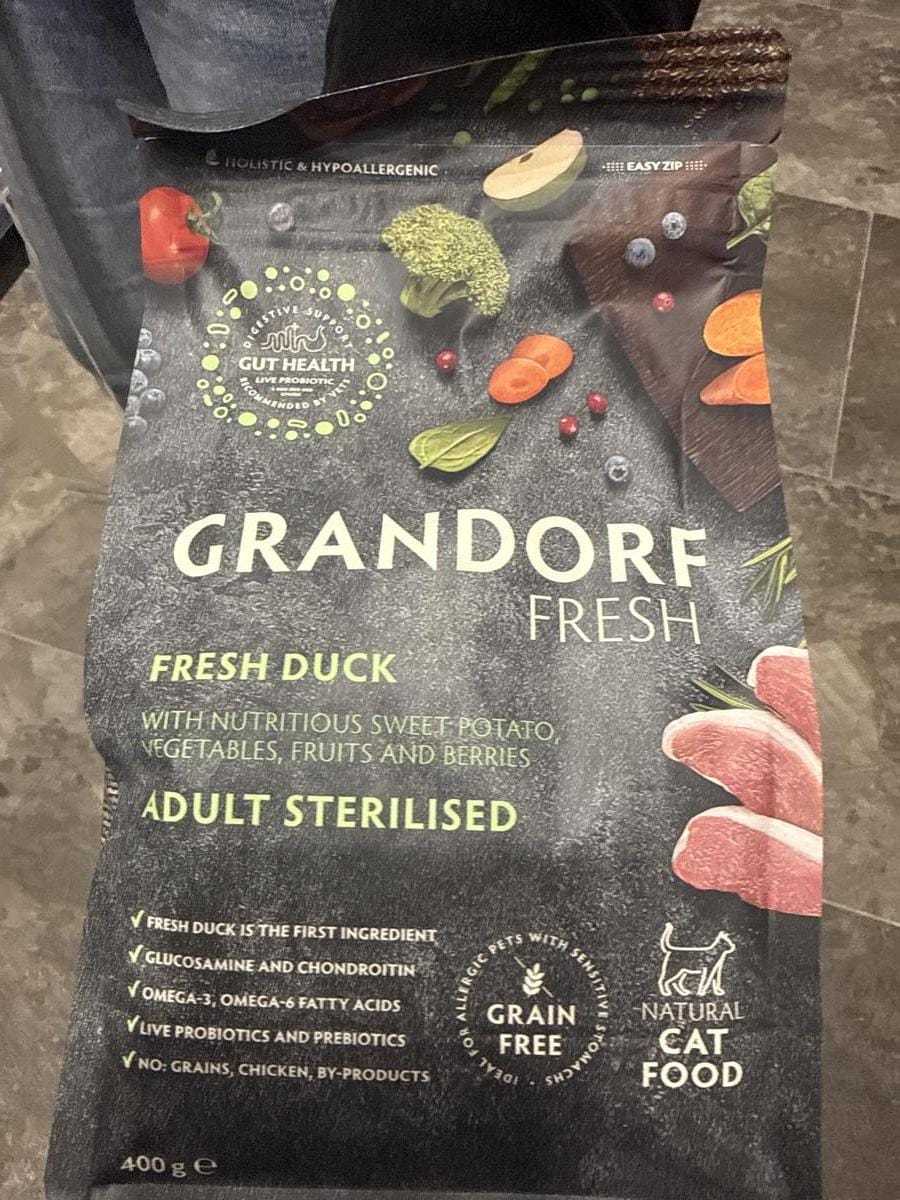 HOLISTIC & HYPOALLERGENIC
EASY ZIP
DIGESTIVE SUPPORT
GUT HEALTH
LIVE PROBIOTIC
RECOMMENDED BY VETS
GRANDORF
FRESH
FRESH DUCK
WITH NUTRITIOUS SWEET POTATO,
VEGETABLES, FRUITS AND BERRIES
ADULT STERILISED
✓ FRESH DUCK IS THE FIRST INGREDIENT
✓ GLUCOSAMINE AND CHONDROITIN
✓ OMEGA-3, OMEGA-6 FATTY ACIDS
✓ LIVE PROBIOTICS AND PREBIOTICS
✓ NO: GRAINS, CHICKEN, BY-PRODUCTS
IDEAL FOR ALLERGIC PETS WITH SENSITIVE STOMACHS
GRAIN
FREE
NATURAL
CAT
FOOD
400 g ℮